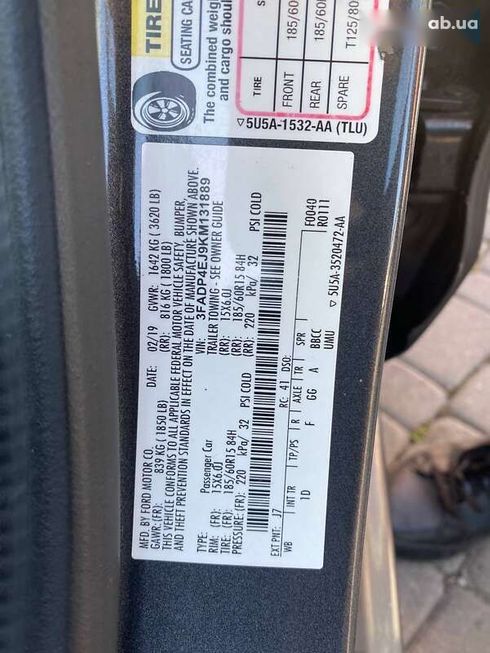 ав.ua
TIRE
SEATING CA
The combined weight
and cargo should
TIRE
FRONT
REAR
SPARE
185/60
185/60R
T125/80
▽5U5A-1532-AA (TLU)
MFD. BY FORD MOTOR CO.
DATE: 02/19 GVWR: 1642 KG ( 3620 LB)
GAWR: (FR): 839 KG ( 1850 LB) (RR): 816 KG ( 1800 LB)
THIS VEHICLE CONFORMS TO ALL APPLICABLE FEDERAL MOTOR VEHICLE SAFETY, BUMPER,
AND THEFT PREVENTION STANDARDS IN EFFECT ON THE DATE OF MANUFACTURE SHOWN ABOVE.
VIN: 3FADP4EJ9KM131889
Passenger Car TRAILER TOWING - SEE OWNER GUIDE
RIM: (FR): 15X6.0J (RR): 15X6.0J
TIRE: (FR): 185/60R15 84H (RR): 185/60R15 84H
PRESSURE: (FR): 220 kPa/ 32 PSI COLD (RR): 220 kPa/ 32 PSI COLD
EXT PNT: J7 RC: 41 DSO: F0040
R0111
WB INT TR TP/PS R AXLE TR SPR
1D F GG A BBCC
UMU
▽5U5A-3520472-AA